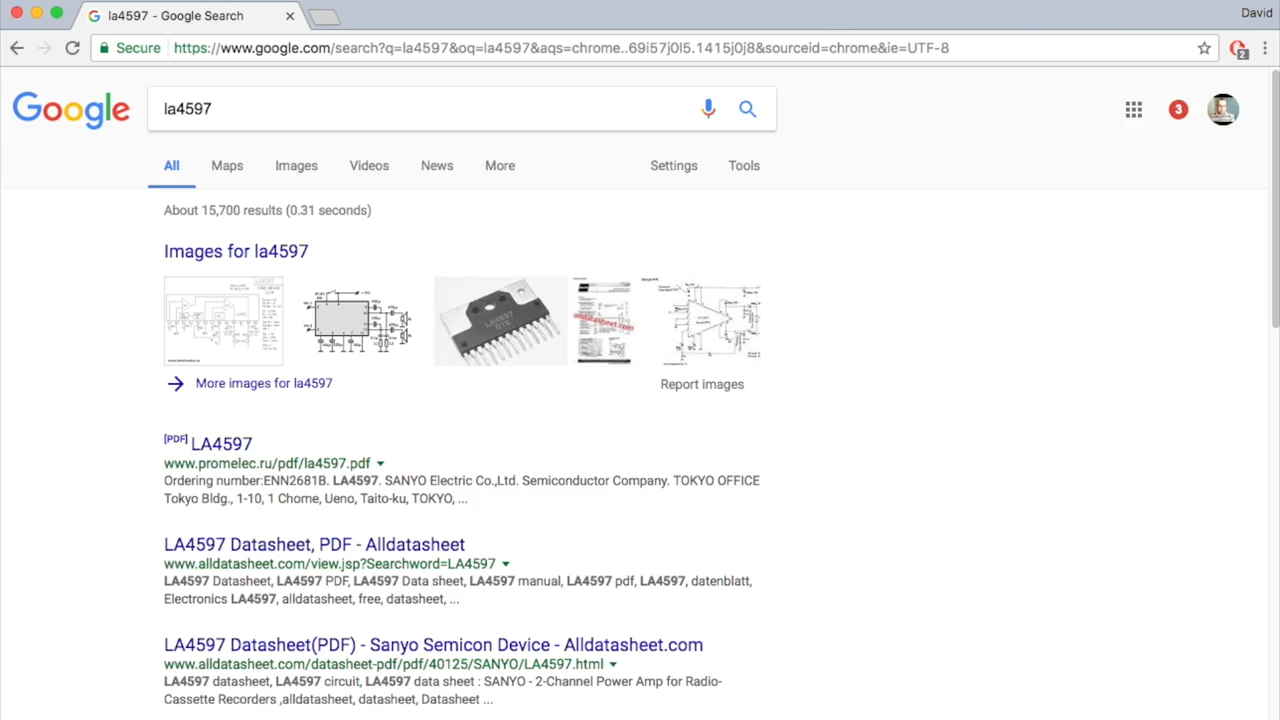 la4597 - Google Search
David
Secure https://www.google.com/search?q=la4597&oq=la4597&aqs=chrome..69i57j0l5.1415j0j8&sourceid=chrome&ie=UTF-8
2
Google
la4597
3
All Maps Images Videos News More Settings Tools
About 15,700 results (0.31 seconds)
Images for la4597
LA4597
More images for la4597
Report images
[PDF] LA4597
www.promelec.ru/pdf/la4597.pdf
Ordering number:ENN2681B. LA4597. SANYO Electric Co.,Ltd. Semiconductor Company. TOKYO OFFICE
Tokyo Bldg., 1-10, 1 Chome, Ueno, Taito-ku, TOKYO, ...
LA4597 Datasheet, PDF - Alldatasheet
www.alldatasheet.com/view.jsp?Searchword=LA4597
LA4597 Datasheet, LA4597 PDF, LA4597 Data sheet, LA4597 manual, LA4597 pdf, LA4597, datenblatt,
Electronics LA4597, alldatasheet, free, datasheet, ...
LA4597 Datasheet(PDF) - Sanyo Semicon Device - Alldatasheet.com
www.alldatasheet.com/datasheet-pdf/pdf/40125/SANYO/LA4597.html
LA4597 datasheet, LA4597 circuit, LA4597 data sheet : SANYO - 2-Channel Power Amp for Radio-
Cassette Recorders ,alldatasheet, datasheet, Datasheet ...